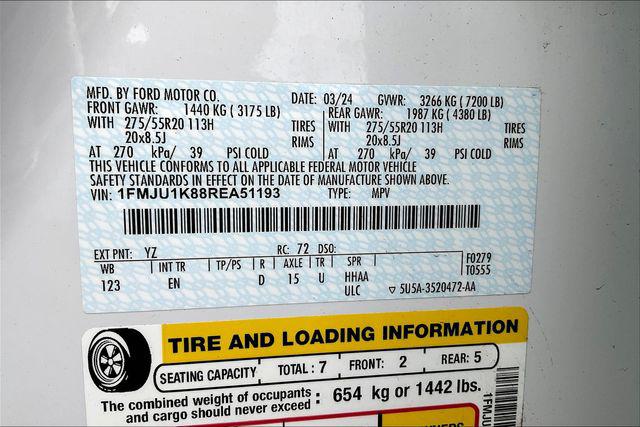 MFD. BY FORD MOTOR CO.
DATE: 03/24 GVWR: 3266 KG ( 7200 LB)
FRONT GAWR: 1440 KG ( 3175 LB) REAR GAWR: 1987 KG ( 4380 LB)
WITH 275/55R20 113H TIRES WITH 275/55R20 113H TIRES
20x8.5J RIMS 20x8.5J RIMS
AT 270 kPa/ 39 PSI COLD AT 270 kPa/ 39 PSI COLD
THIS VEHICLE CONFORMS TO ALL APPLICABLE FEDERAL MOTOR VEHICLE
SAFETY STANDARDS IN EFFECT ON THE DATE OF MANUFACTURE SHOWN ABOVE.
VIN: 1FMJU1K88REA51193 TYPE: MPV
EXT PNT: YZ RC: 72 DSO: F0279
WB INT TR TP/PS R AXLE TR SPR T0555
123 EN D 15 U HHAA
ULC 5U5A-3520472-AA
TIRE AND LOADING INFORMATION
SEATING CAPACITY TOTAL : 7 FRONT: 2 REAR: 5
The combined weight of occupants
and cargo should never exceed : 654 kg or 1442 lbs.
1FMJU